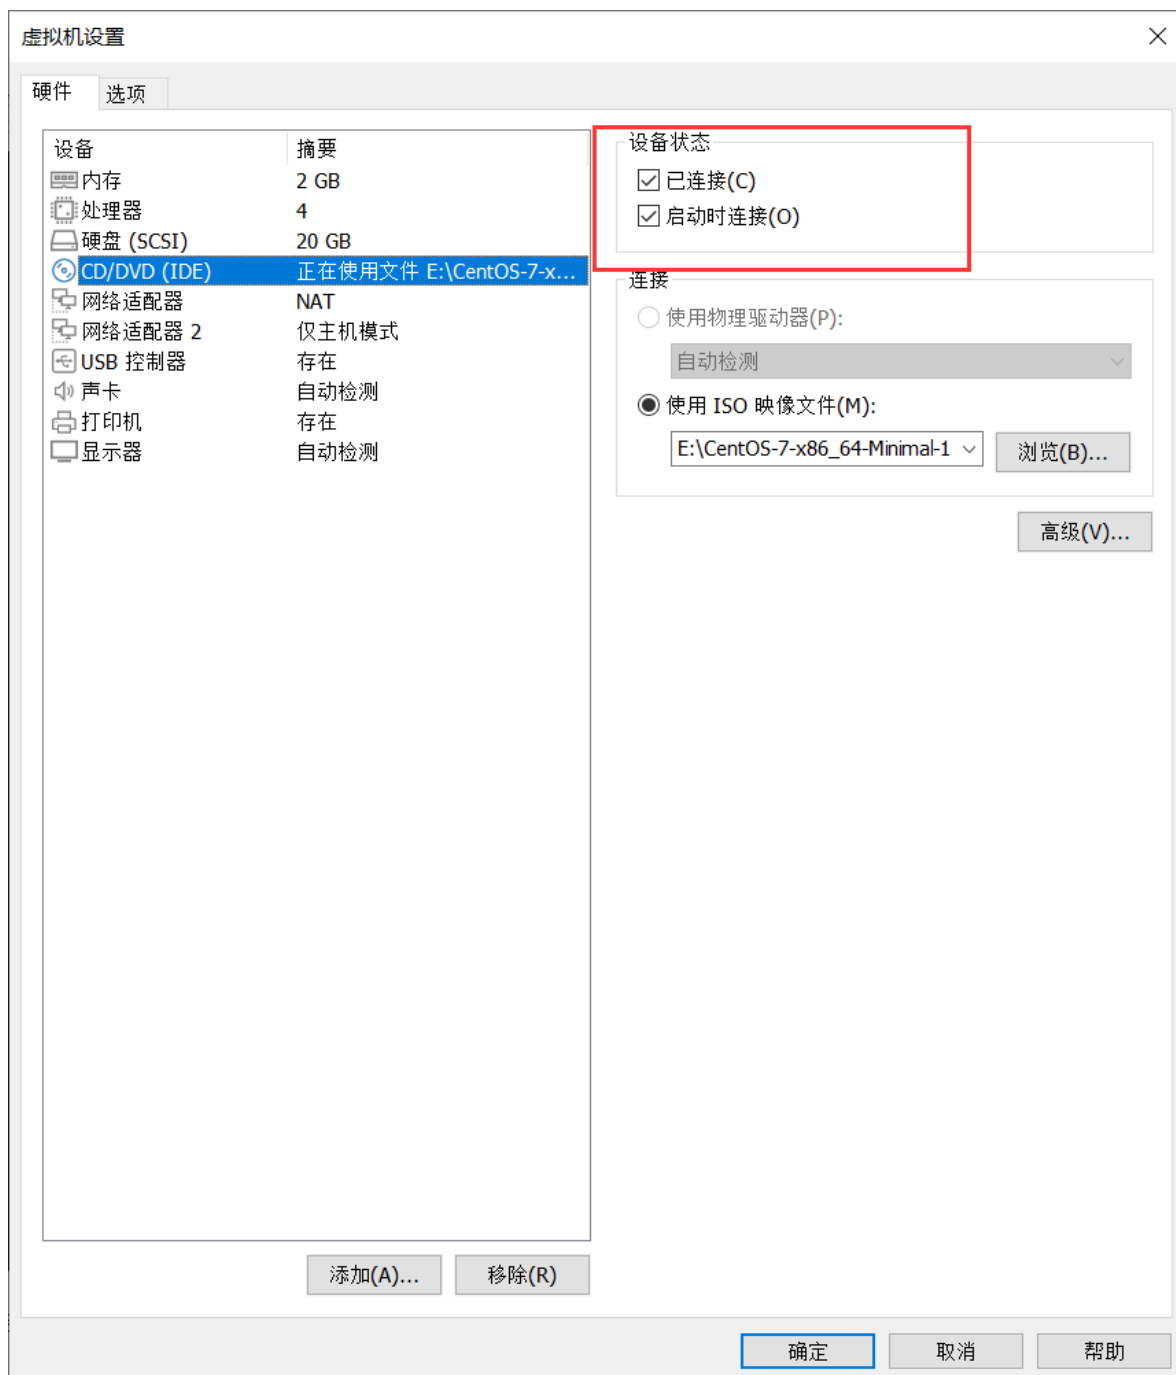 虚拟机设置
硬件 选项
设备 摘要
内存 2 GB
处理器 4
硬盘 (SCSI) 20 GB
CD/DVD (IDE) 正在使用文件 E:\CentOS-7-x...
网络适配器 NAT
网络适配器 2 仅主机模式
USB 控制器 存在
声卡 自动检测
打印机 存在
显示器 自动检测
添加(A)... 移除(R)
设备状态
已连接(C)
启动时连接(O)
连接
使用物理驱动器(P):
自动检测
使用 ISO 映像文件(M):
E:\CentOS-7-x86_64-Minimal-1 浏览(B)...
高级(V)...
确定 取消 帮助